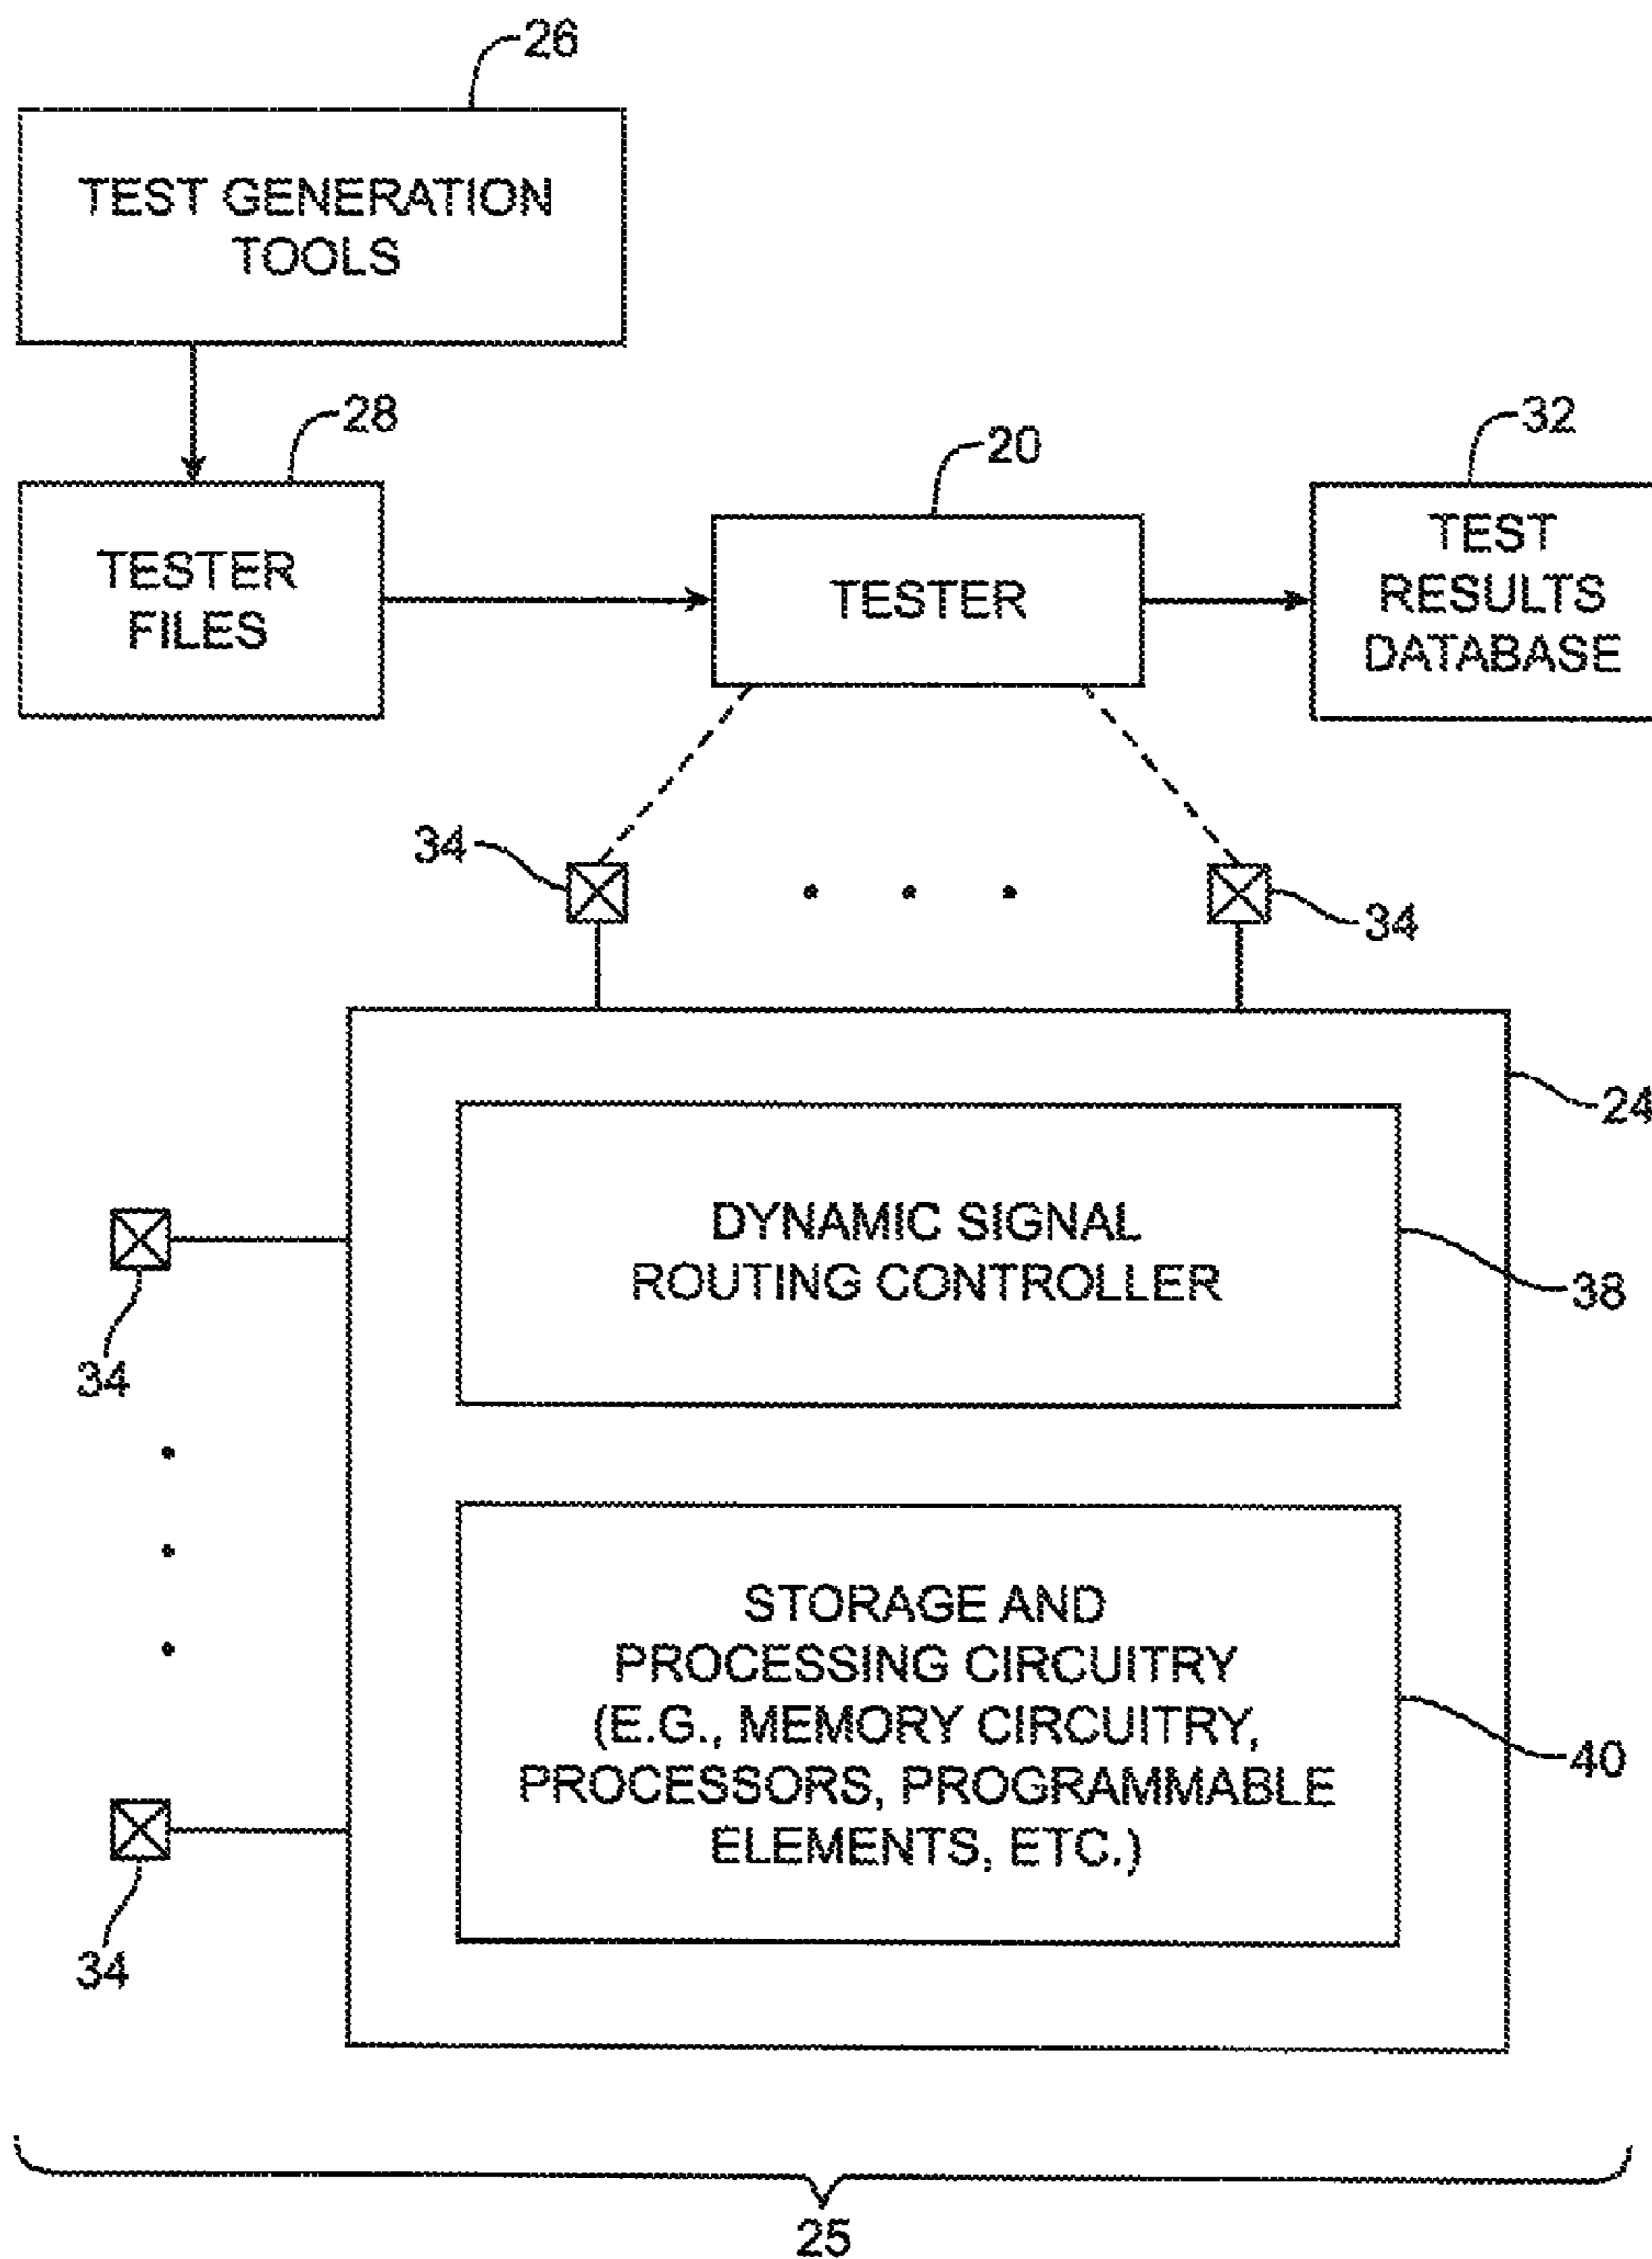 26
TEST GENERATION
TOOLS
28
TESTER
FILES
20
TESTER
32
TEST
RESULTS
DATABASE
34
34
24
DYNAMIC SIGNAL
ROUTING CONTROLLER
38
34
STORAGE AND
PROCESSING CIRCUITRY
(E.G., MEMORY CIRCUITRY,
PROCESSORS, PROGRAMMABLE
ELEMENTS, ETC.)
40
34
25